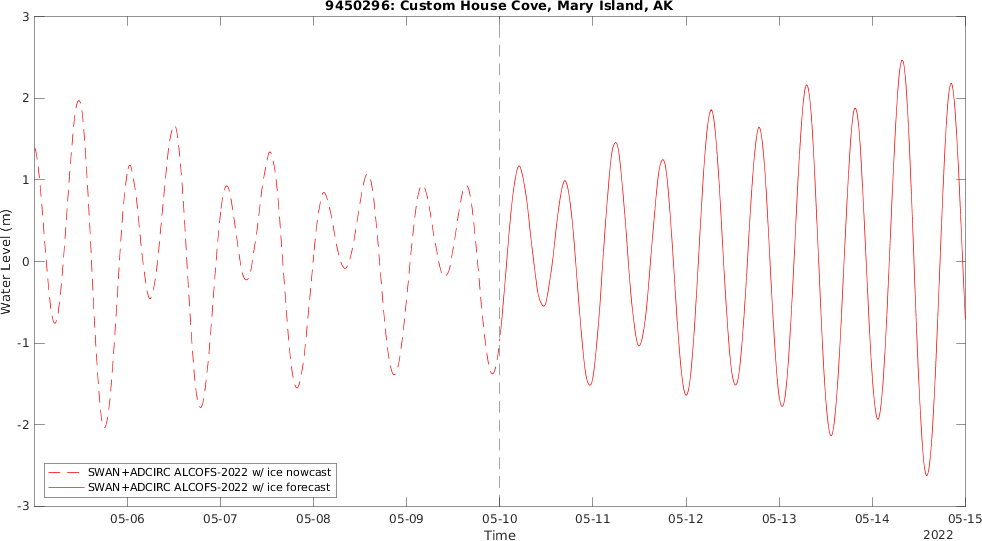 9450296: Custom House Cove, Mary Island, AK
Water Level (m)
3
2
1
0
-1
-2
-3
SWAN+ADCIRC ALCOFS-2022 w/ ice nowcast
SWAN+ADCIRC ALCOFS-2022 w/ ice forecast
05-06 05-07 05-08 05-09 05-10 05-11 05-12 05-13 05-14 05-15
Time
2022